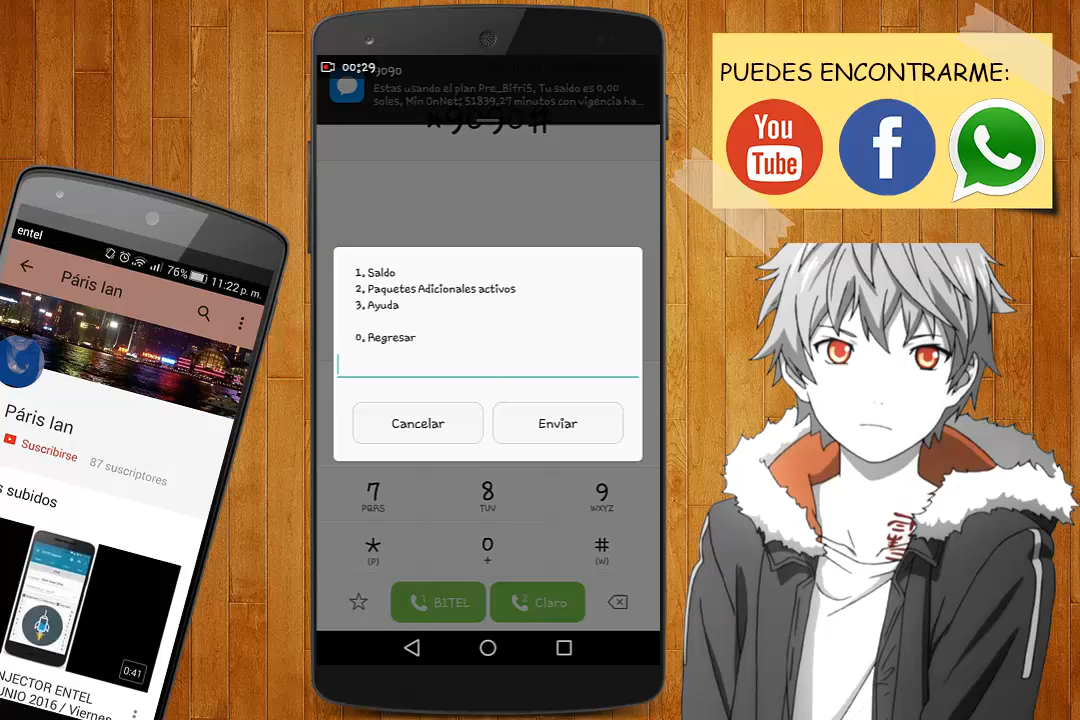 PUEDES ENCONTRARME:
You
Tube
f
00:29
Estas usando el plan Pre_Bifri5, Tu saldo es 0,00
soles, Min OnNet: 51839,27 minutos con vigencia ha...
1. Saldo
2. Paquetes Adicionales activos
3. Ayuda
0. Regresar
Cancelar
Enviar
7
PQRS
8
TUV
9
WXYZ
*
(P)
0
+
#
(W)
1 BITEL
2 Claro
entel
76%
11:22 p. m.
Páris Ian
Páris Ian
Suscribirse
87 suscriptores
s subidos
0:41
NJECTOR ENTEL
UNIO 2016 / Viernes